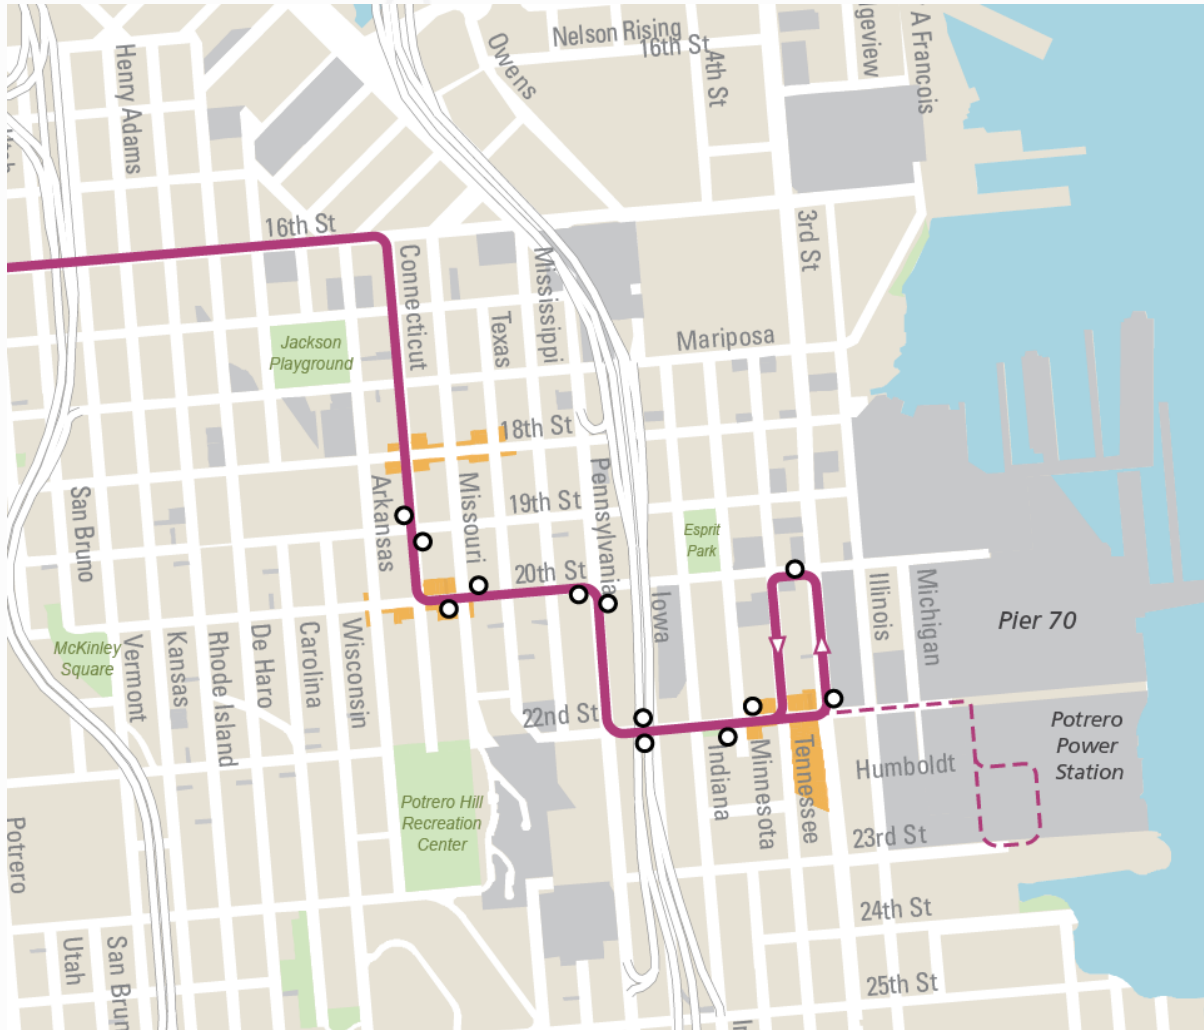 Nelson Rising
16th St
Owens
4th St
A Francois
Henry Adams
16th St
3rd St
Connecticut
Mississippi
Texas
Mariposa
Jackson
Playground
18th St
Arkansas
Missouri
19th St
Pennsylvania
San Bruno
Esprit
Park
20th St
Iowa
Illinois
Michigan
Pier 70
McKinley
Square
Vermont
Kansas
Rhode Island
De Haro
Carolina
Wisconsin
22nd St
Indiana
Minnesota
Tennessee
Humboldt
Potrero
Power
Station
Potrero Hill
Recreation
Center
23rd St
Potrero
24th St
Utah
San Brun
25th St